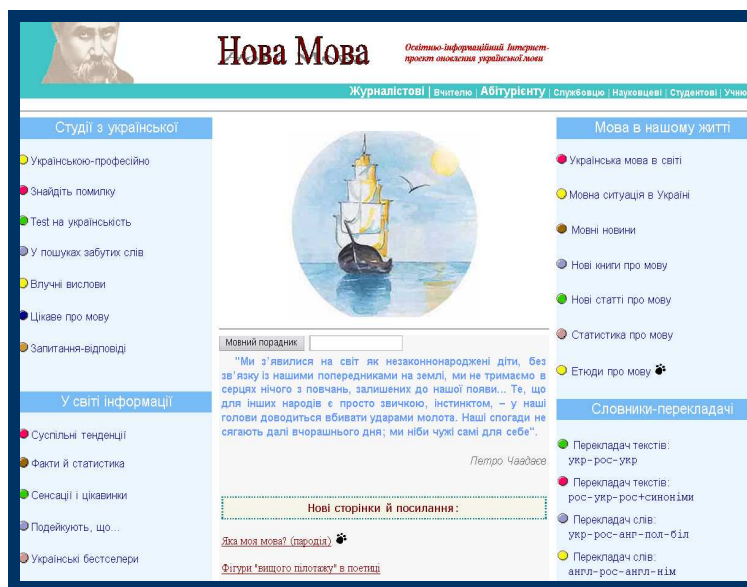 Нова Мова
Освітньо-інформаційний Інтернет-
проект оновлення української мови
Журналістові | Вчителю | Абітурієнту | Службовцю | Науковцеві | Студентові | Учню
Студії з української
Українською-професійно
Знайдіть помилку
Test на українськість
У пошуках забутих слів
Влучні вислови
Цікаве про мову
Запитання-відповіді
У світі інформації
Суспільні тенденції
Факти й статистика
Сенсації і цікавинки
Подейкують, що...
Українські бестселери
Мовний порадник
"Ми з'явилися на світ як незаконнонароджені діти, без
зв'язку із нашими попередниками на землі, ми не тримаємо в
серцях нічого з повчань, залишених до нашої появи... Те, що
для інших народів є просто звичкою, інстинктом, – у наші
голови доводиться вбивати ударами молота. Наші спогади не
сягають далі вчорашнього дня; ми ніби чужі самі для себе".
Петро Чаадаєв
Нові сторінки й посилання:
Яка моя мова? (пародія)
Фігури "вищого пілотажу" в поетиці
Мова в нашому житті
Українська мова в світі
Мовна ситуація в Україні
Мовні новини
Нові книги про мову
Нові статті про мову
Статистика про мову
Етюди про мову
Словники-перекладачі
Перекладач текстів:
укр-рос-укр
Перекладач текстів:
рос-укр-рос+синоніми
Перекладач слів:
укр-рос-анг-пол-біл
Перекладач слів:
англ-рос-англ-нім